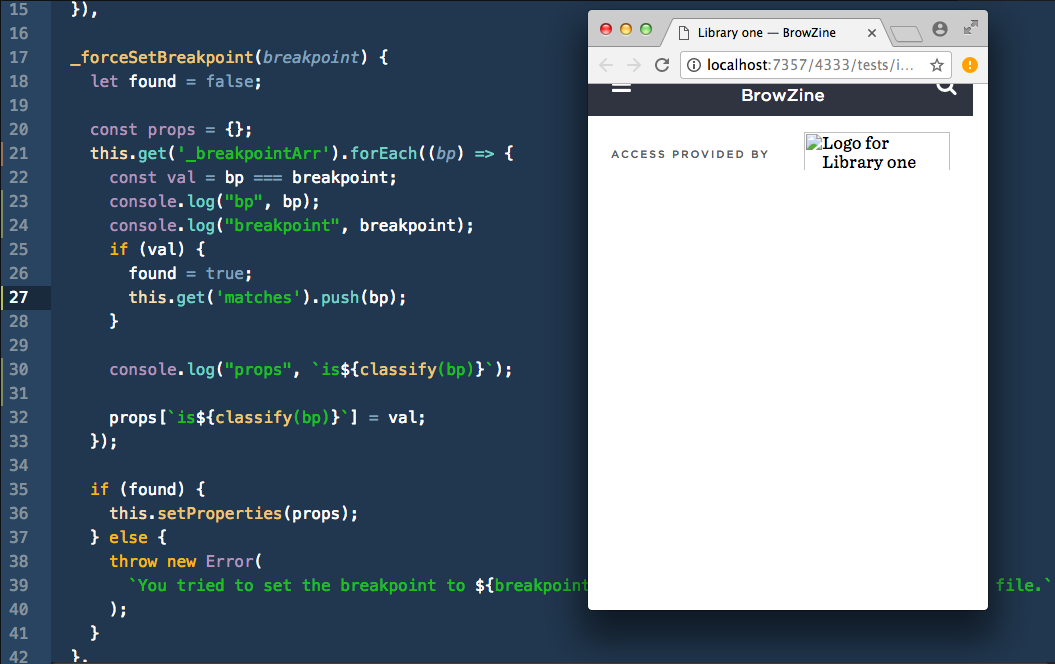 15 }),
16
17 _forceSetBreakpoint(breakpoint) {
18 let found = false;
19
20 const props = {};
21 this.get('_breakpointArr').forEach((bp) => {
22 const val = bp === breakpoint;
23 console.log("bp", bp);
24 console.log("breakpoint", breakpoint);
25 if (val) {
26 found = true;
27 this.get('matches').push(bp);
28 }
29
30 console.log("props", `is${classify(bp)}`);
31
32 props[`is${classify(bp)}`] = val;
33 });
34
35 if (found) {
36 this.setProperties(props);
37 } else {
38 throw new Error(
39 `You tried to set the breakpoint to ${breakpoint file.`
40 );
41 }
42 },
Library one — BrowZine
localhost:7357/4333/tests/i...
BrowZine
ACCESS PROVIDED BY
Logo for
Library one